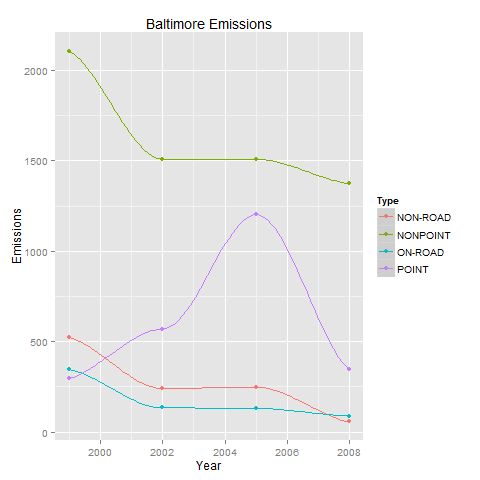 Baltimore Emissions
Emissions
2000
1500
1000
500
0
2000
2002
2004
2006
2008
Year
Type
NON-ROAD
NONPOINT
ON-ROAD
POINT